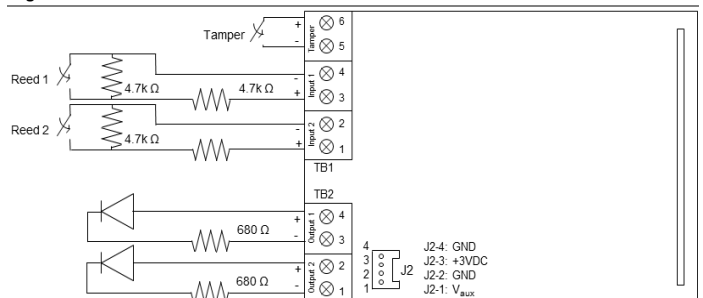 Tamper
+
-
Tamper
6
5
Reed 1
4.7k Ω
4.7k Ω
-
+
Input 1
4
3
Reed 2
4.7k Ω
-
+
Input 2
2
1
TB1
TB2
680 Ω
+
-
Output 1
4
3
680 Ω
+
-
Output 2
2
1
4
3
2
1
J2
J2-4: GND
J2-3: +3VDC
J2-2: GND
J2-1: Vaux